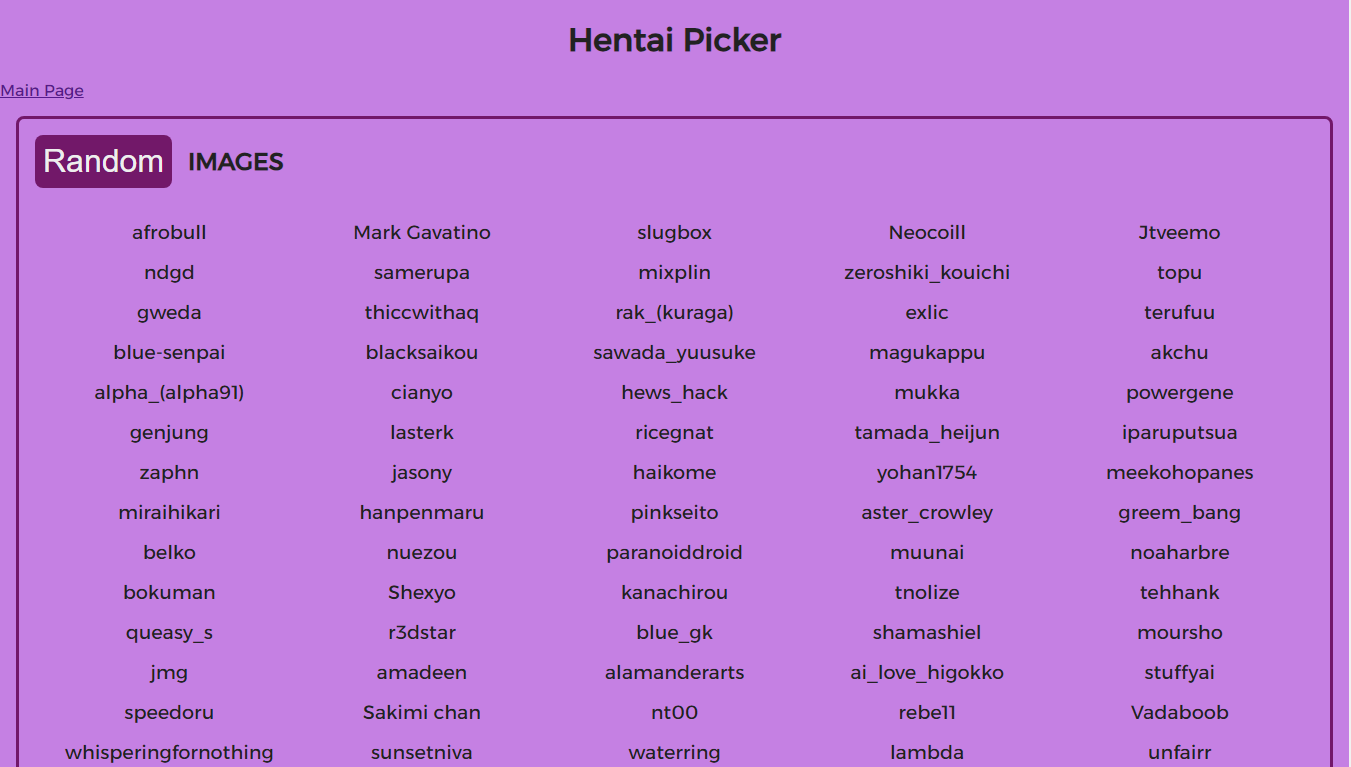 Hentai Picker
Main Page
Random IMAGES
afrobull Mark Gavatino slugbox Neocoill Jtveemo
ndgd samerupa mixplin zeroshiki_kouichi topu
gweda thiccwithaq rak_(kuraga) exlic terufuu
blue-senpai blacksaikou sawada_yuusuke magukappu akchu
alpha_(alpha91) cianyo hews_hack mukka powergene
genjung lasterk ricegnat tamada_heijun iparuputsua
zaphn jasony haikome yohan1754 meekohopanes
miraihikari hanpenmaru pinkseito aster_crowley greem_bang
belko nuezou paranoiddroid muunai noaharbre
bokuman Shexyo kanachirou tnolize tehhank
queasy_s r3dstar blue_gk shamashiel moursho
jmg amadeen alamanderarts ai_love_higokko stuffyai
speedoru Sakimi chan nt00 rebe11 Vadaboob
whisperingfornothing sunsetniva waterring lambda unfairr